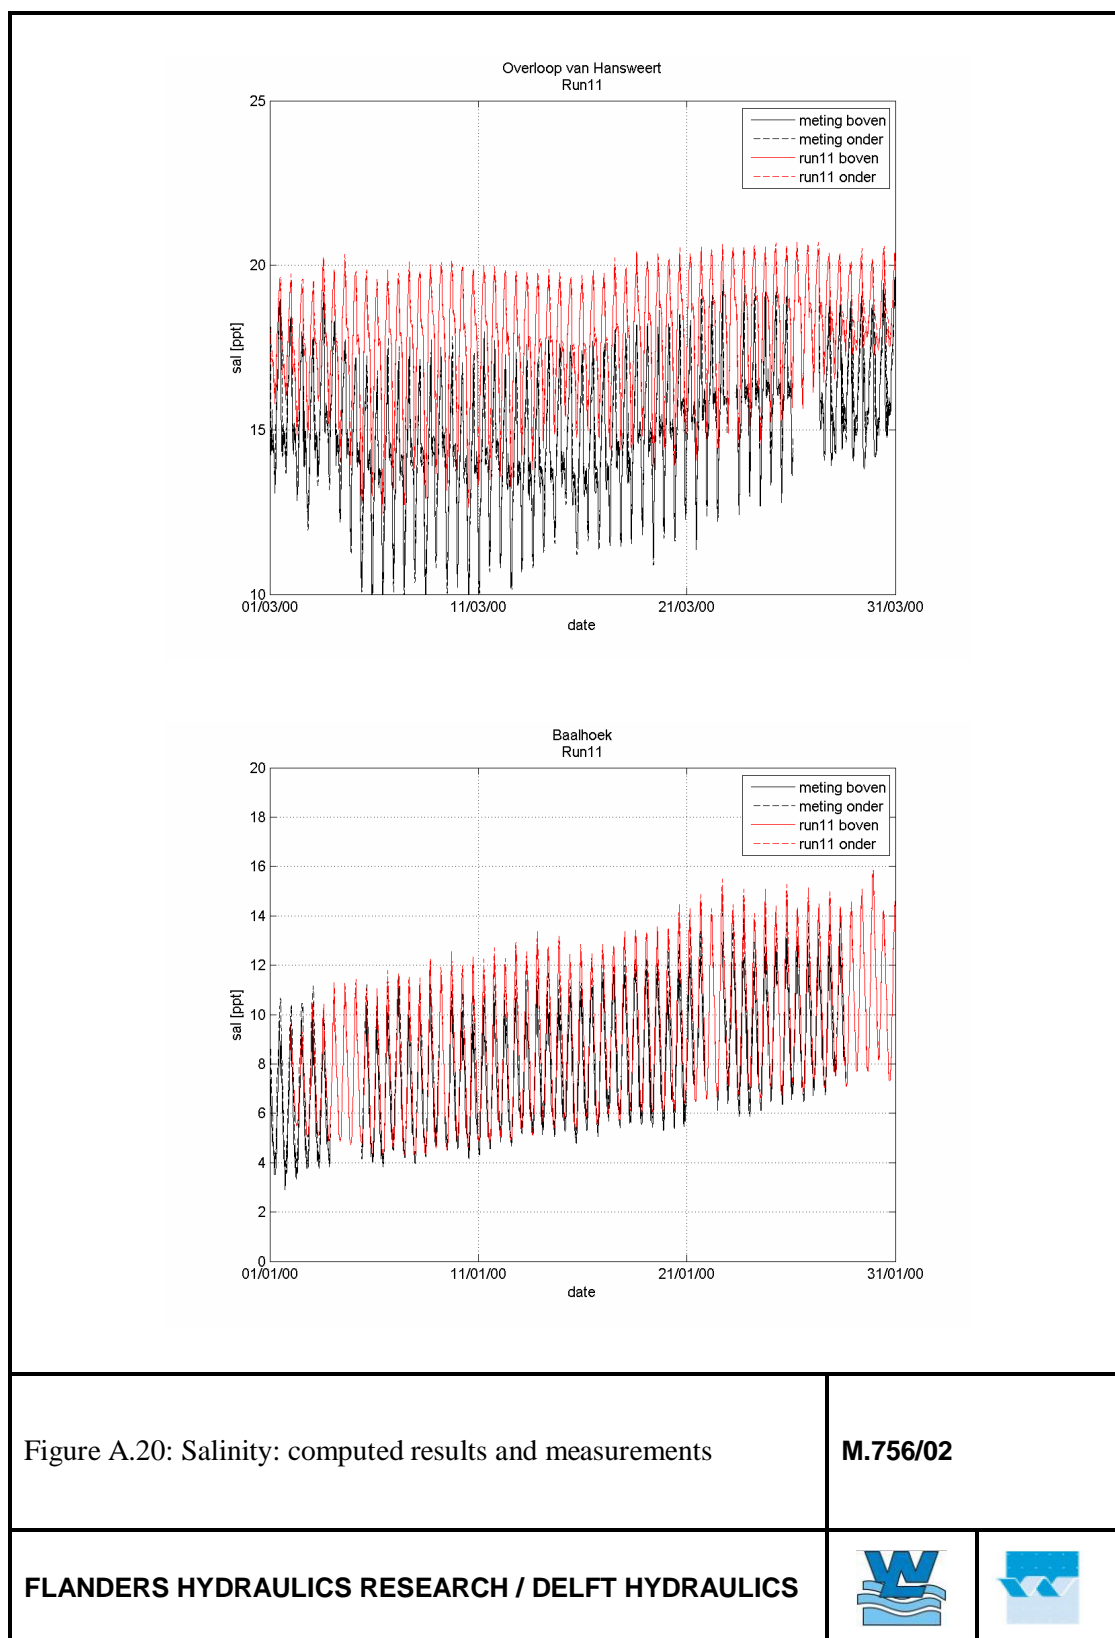 Overloop van Hansweert
Run11
25
20
15
10
sal [ppt]
meting boven
meting onder
run11 boven
run11 onder
01/03/00
11/03/00
21/03/00
31/03/00
date
Baalhoek
Run11
20
18
16
14
12
10
8
6
4
2
0
sal [ppt]
meting boven
meting onder
run11 boven
run11 onder
01/01/00
11/01/00
21/01/00
31/01/00
date
Figure A.20: Salinity: computed results and measurements
M.756/02
FLANDERS HYDRAULICS RESEARCH / DELFT HYDRAULICS
WL